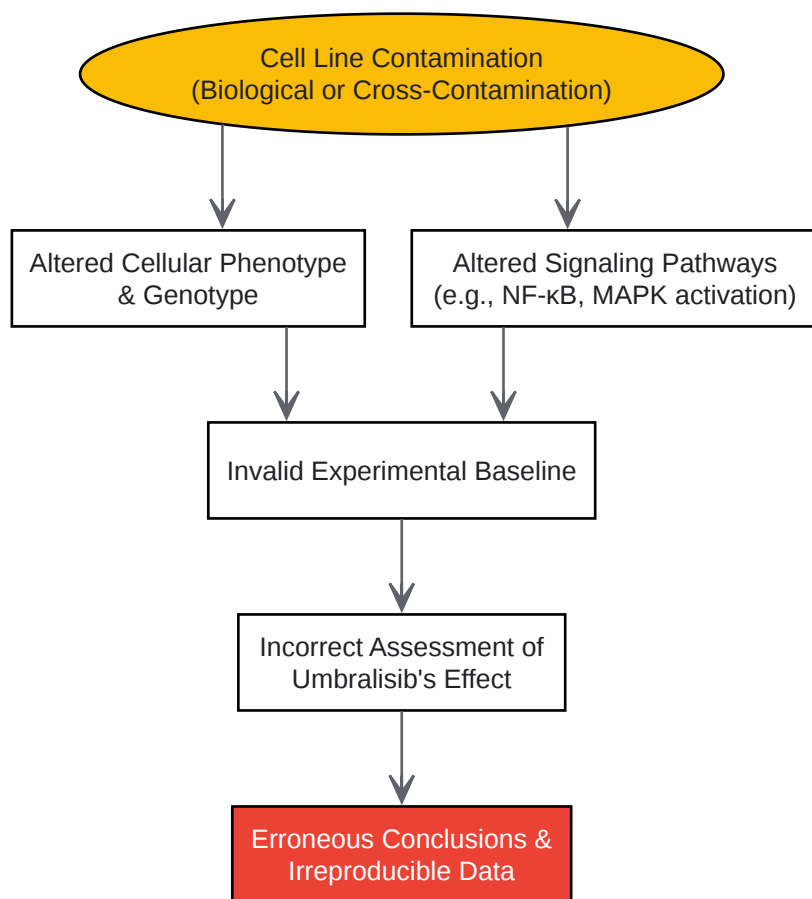 Cell Line Contamination
(Biological or Cross-Contamination)
Altered Cellular Phenotype
& Genotype
Altered Signaling Pathways
(e.g., NF-κB, MAPK activation)
Invalid Experimental Baseline
Incorrect Assessment of
Umbralisib's Effect
Erroneous Conclusions &
Irreproducible Data